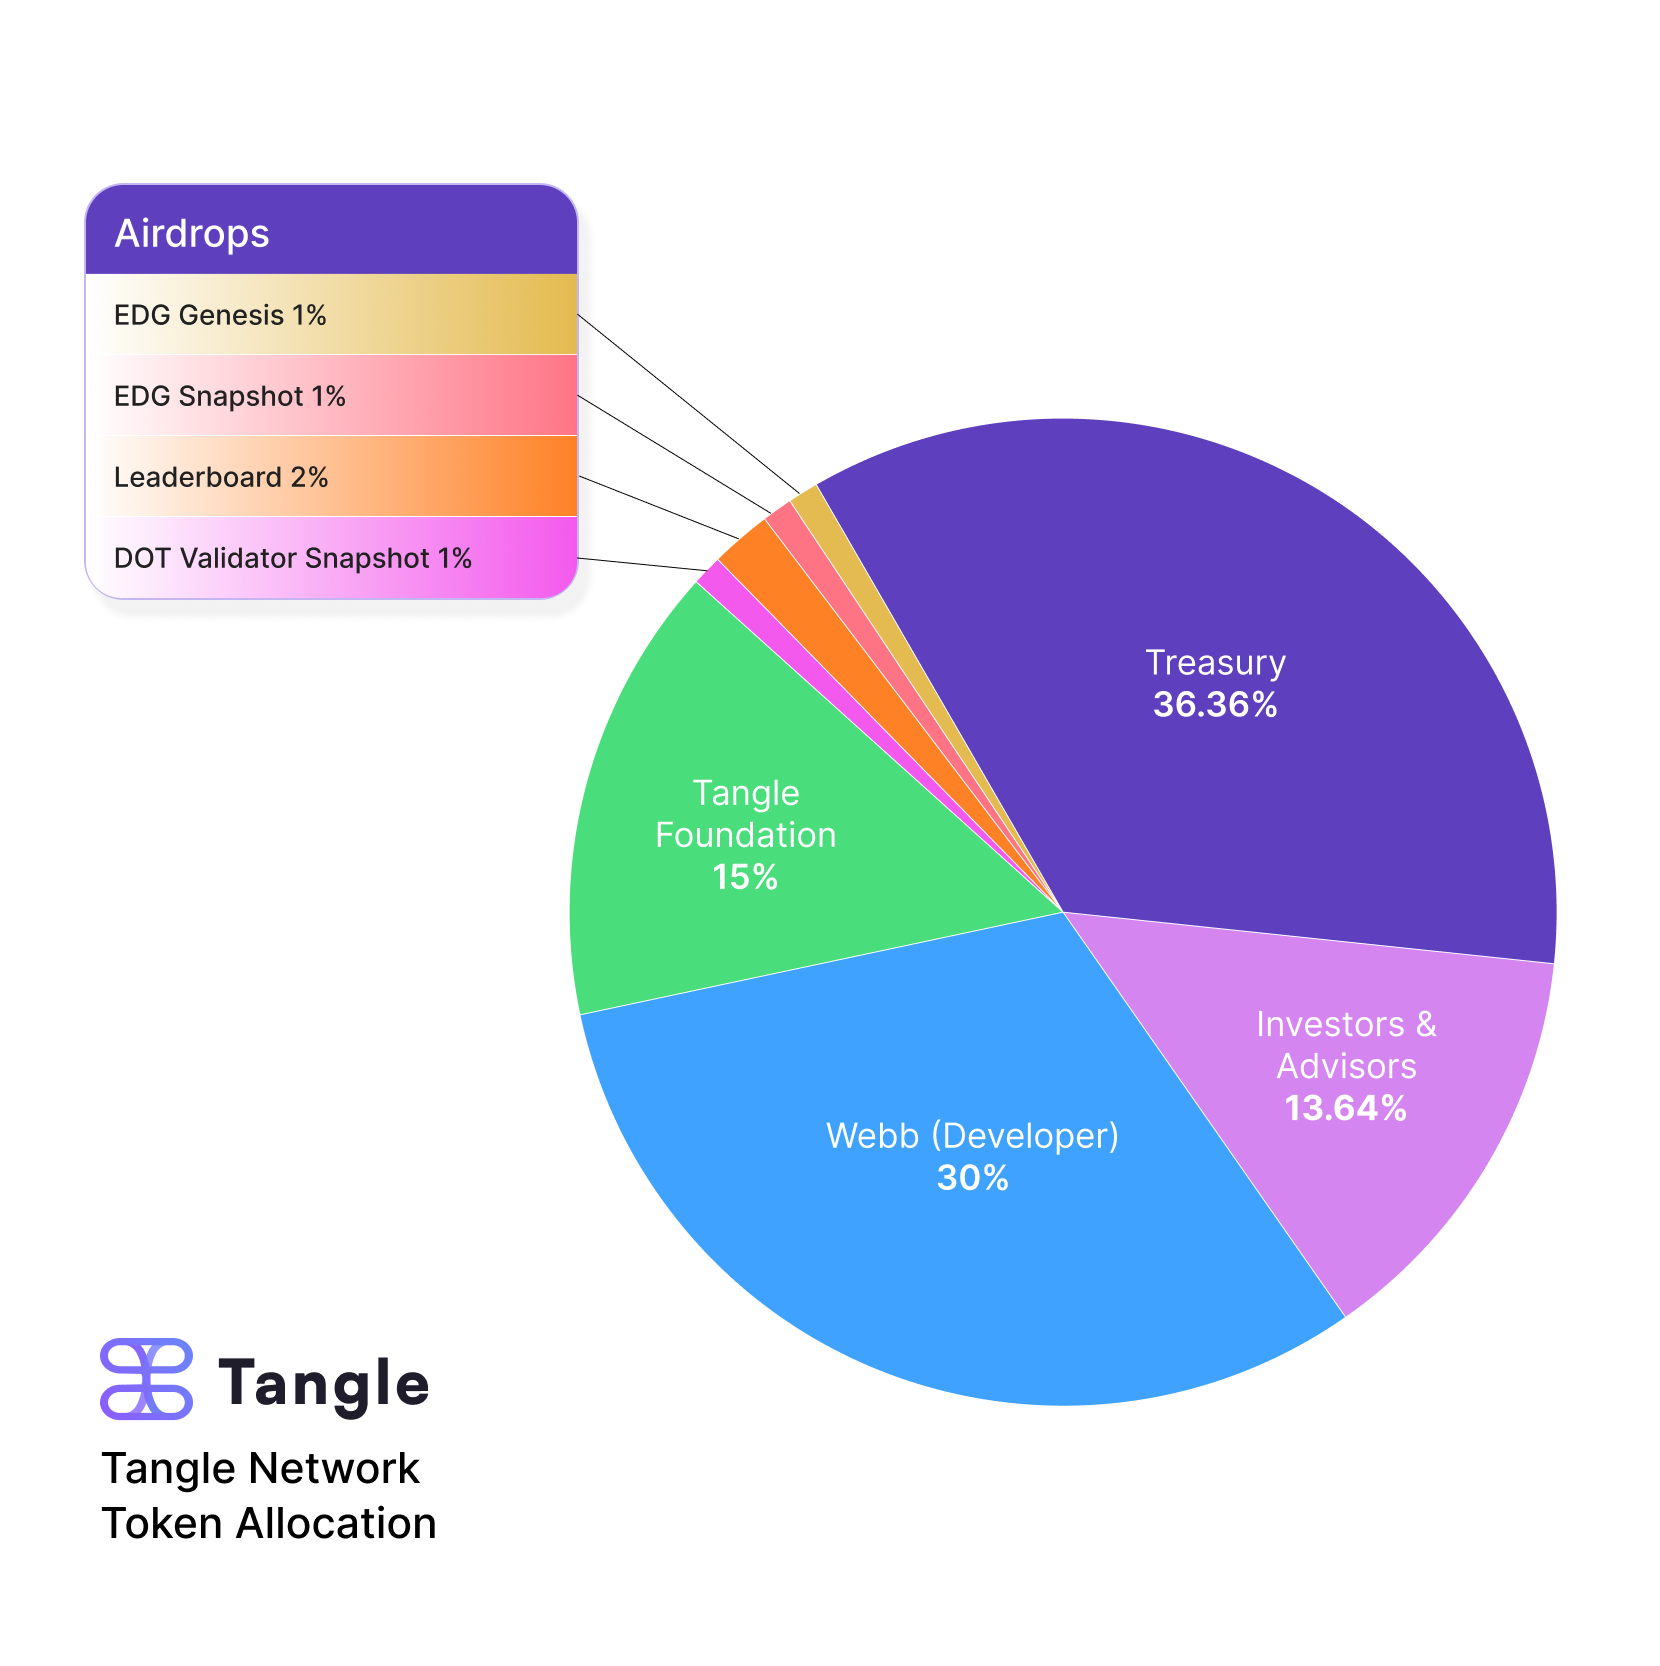 Airdrops
EDG Genesis 1%
EDG Snapshot 1%
Leaderboard 2%
DOT Validator Snapshot 1%
Treasury
36.36%
Tangle
Foundation
15%
Investors &
Advisors
13.64%
Webb (Developer)
30%
Tangle
Tangle Network
Token Allocation